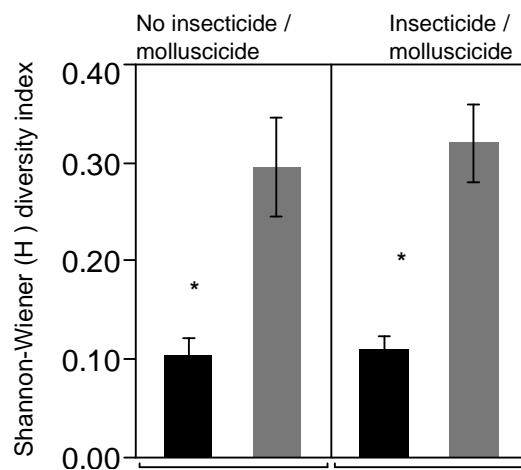 No insecticide /
molluscicide
Insecticide /
molluscicide
Shannon-Wiener (H ) diversity index
0.40
0.30
0.20
0.10
0.00
*
*